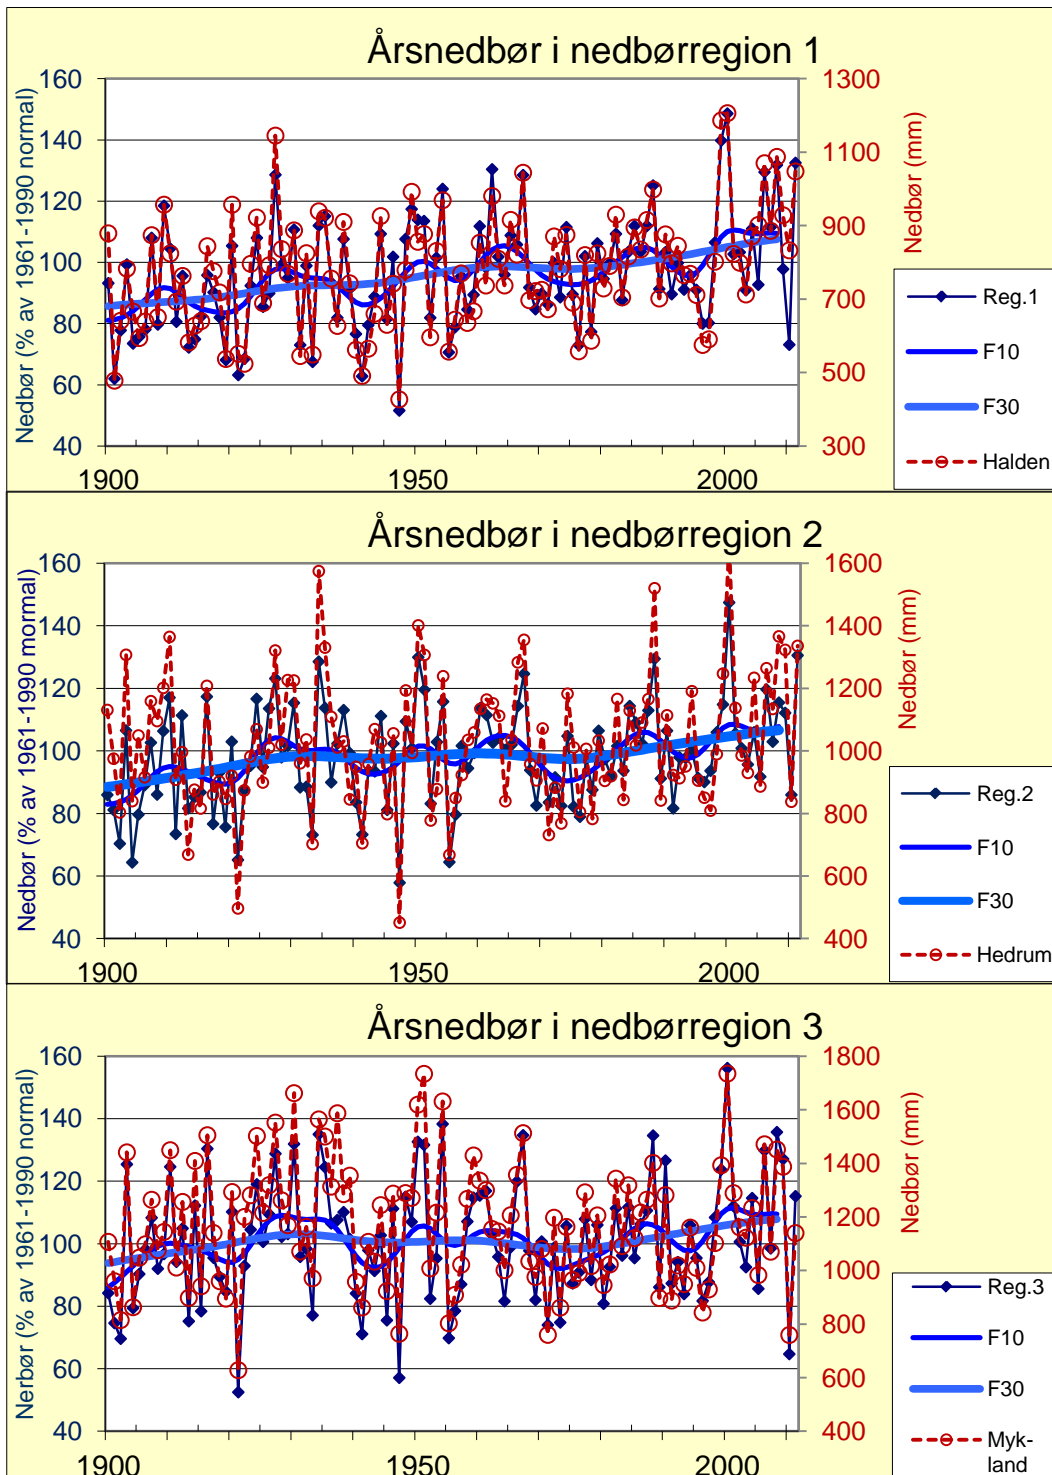 Årsnedbør i nedbørregion 1
Nedbør (% av 1961-1990 normal)
160
140
120
100
80
60
40
1300
1100
900
700
500
300
Nedbør (mm)
1900
1950
2000
Reg.1
F10
F30
Halden
Årsnedbør i nedbørregion 2
Nedbør (% av 1961-1990 mormal)
160
140
120
100
80
60
40
1600
1400
1200
1000
800
600
400
Nedbør (mm)
1900
1950
2000
Reg.2
F10
F30
Hedrum
Årsnedbør i nedbørregion 3
Nerbør (% av 1961-1990 normal)
160
140
120
100
80
60
40
1800
1600
1400
1200
1000
800
600
400
Nedbør (mm)
1900
1950
2000
Reg.3
F10
F30
Myk-
land